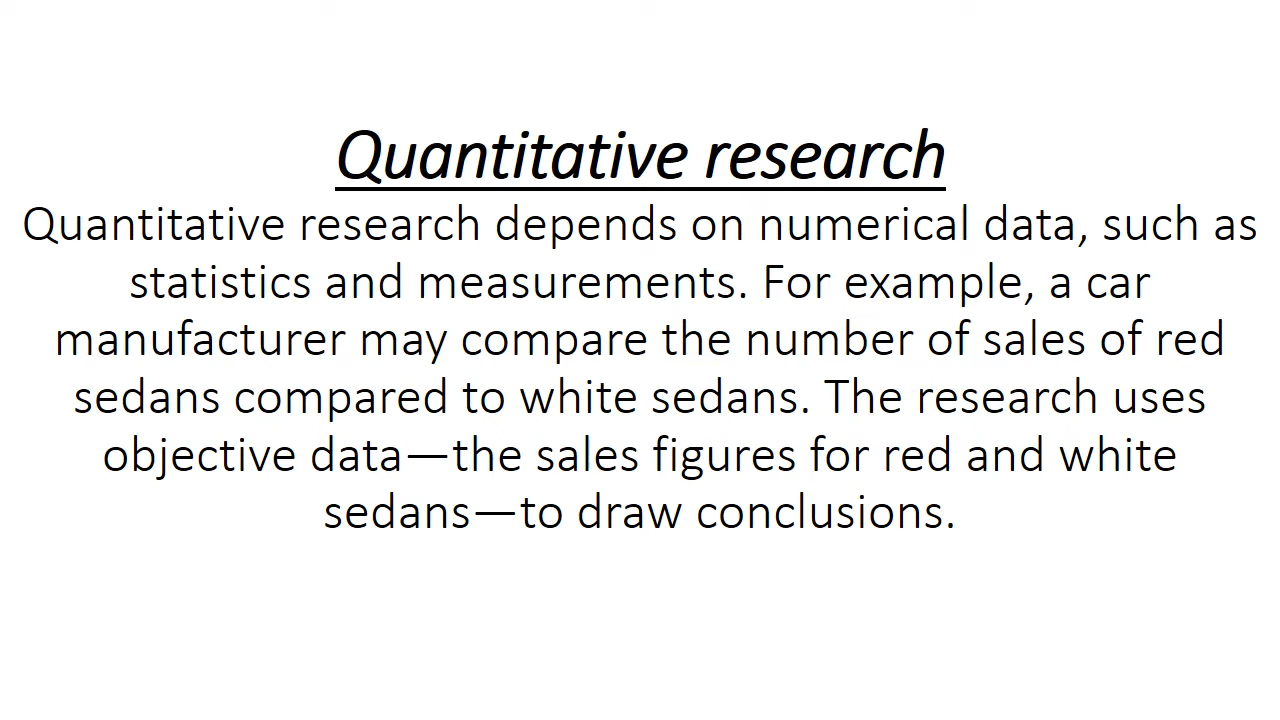 Quantitative research
Quantitative research depends on numerical data, such as
statistics and measurements. For example, a car
manufacturer may compare the number of sales of red
sedans compared to white sedans. The research uses
objective data—the sales figures for red and white
sedans—to draw conclusions.